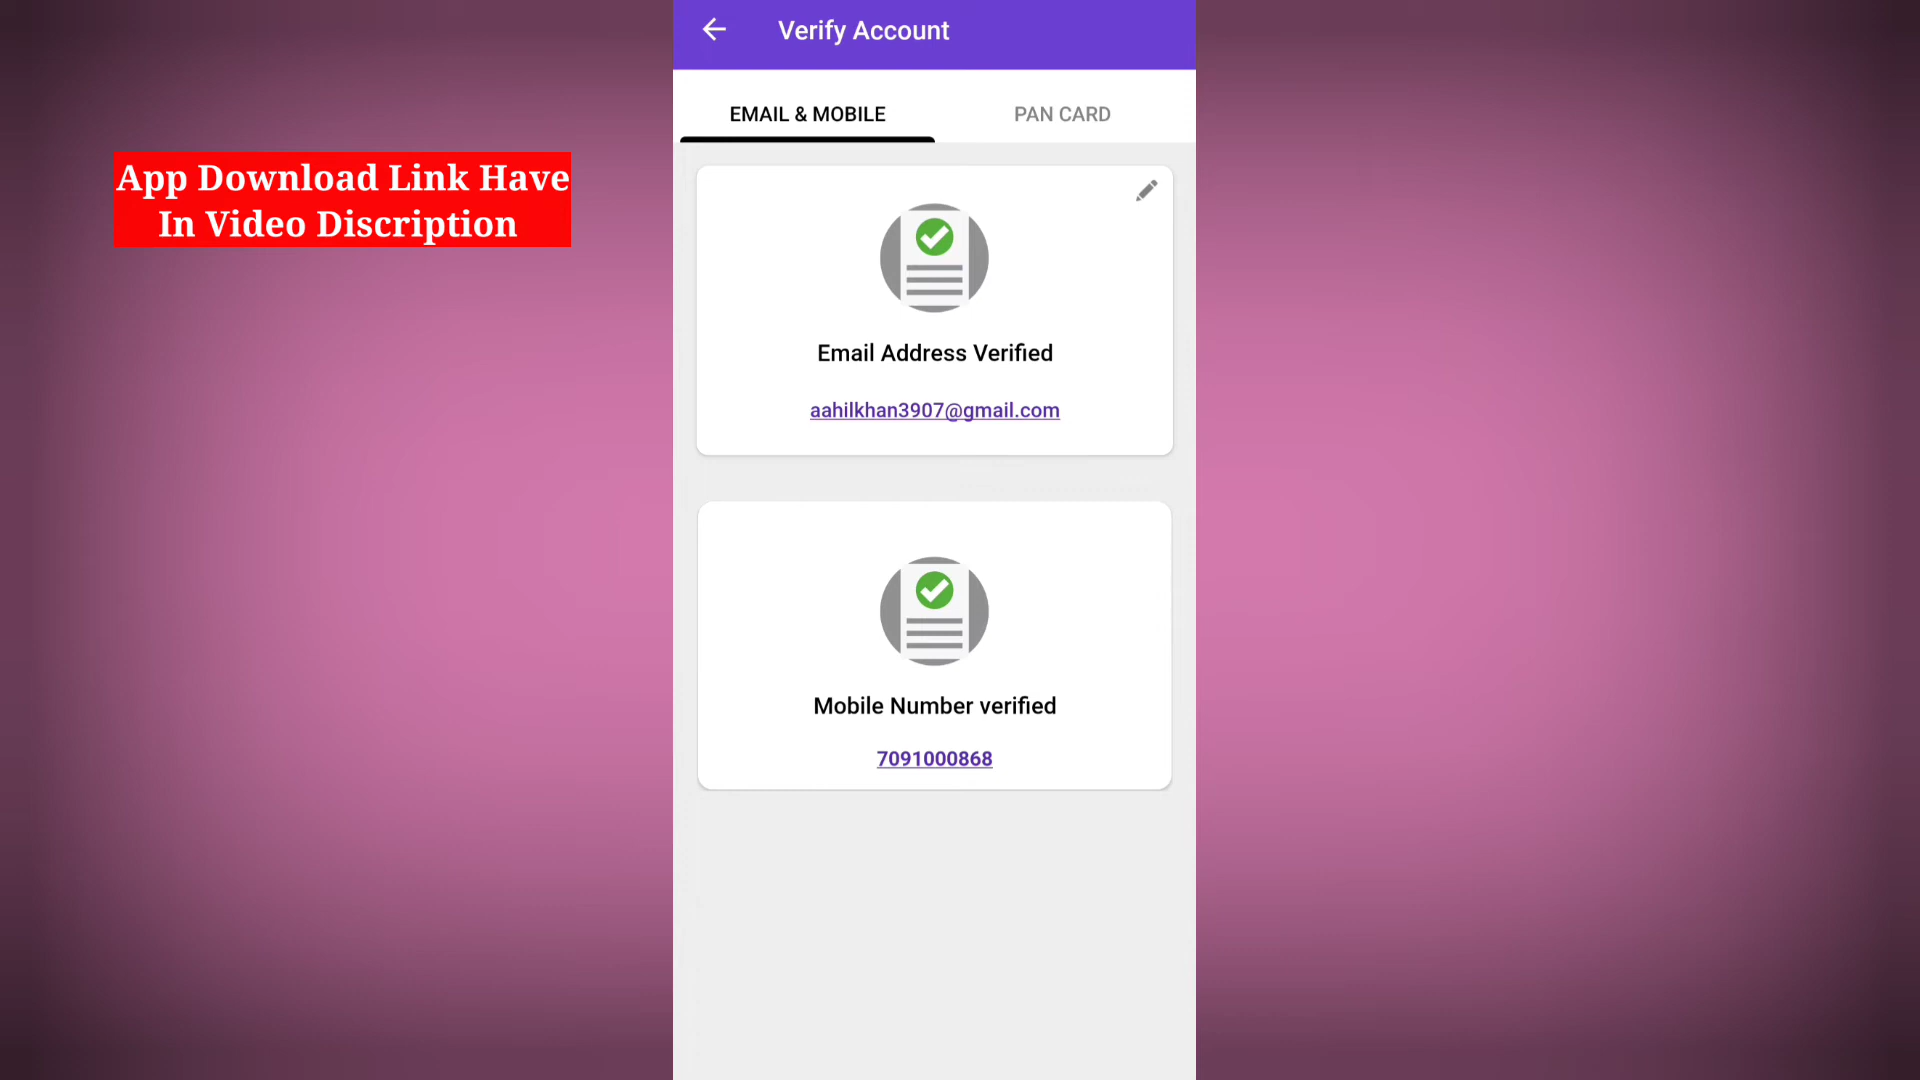 Verify Account
EMAIL & MOBILE
PAN CARD
App Download Link Have
In Video Discription
Email Address Verified
aahilkhan3907@gmail.com
Mobile Number verified
7091000868